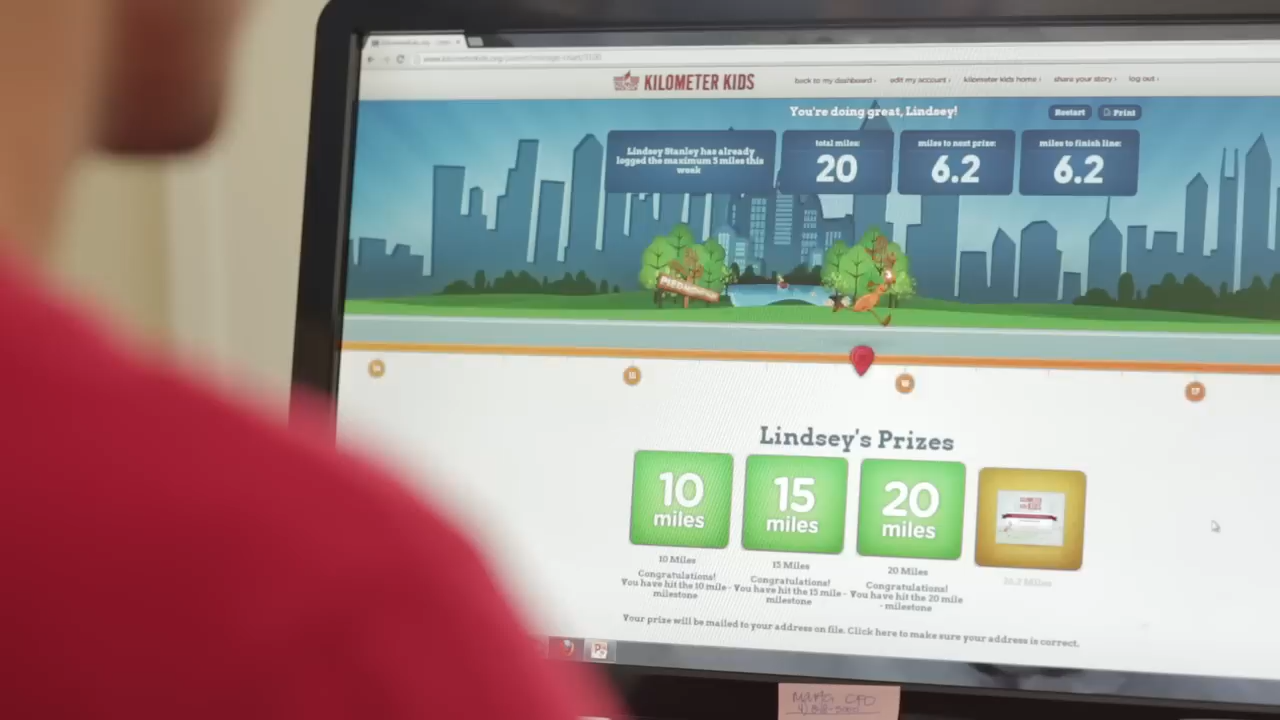 KILOMETER KIDS
back to my dashboard ›
edit my account ›
kilometer kids home ›
share your story ›
log out ›
You're doing great, Lindsey!
Restart
Print
Lindsey Stanley has already
logged the maximum 5 miles this
week
total miles:
20
miles to next prize:
6.2
miles to finish line:
6.2
Lindsey's Prizes
10
miles
15
miles
20
miles
10 Miles
Congratulations!
You have hit the 10 mile -
milestone
15 Miles
Congratulations!
You have hit the 15 mile -
milestone
20 Miles
Congratulations!
You have hit the 20 mile
- milestone
26.2 Miles
Your prize will be mailed to your address on file. Click here to make sure your address is correct.